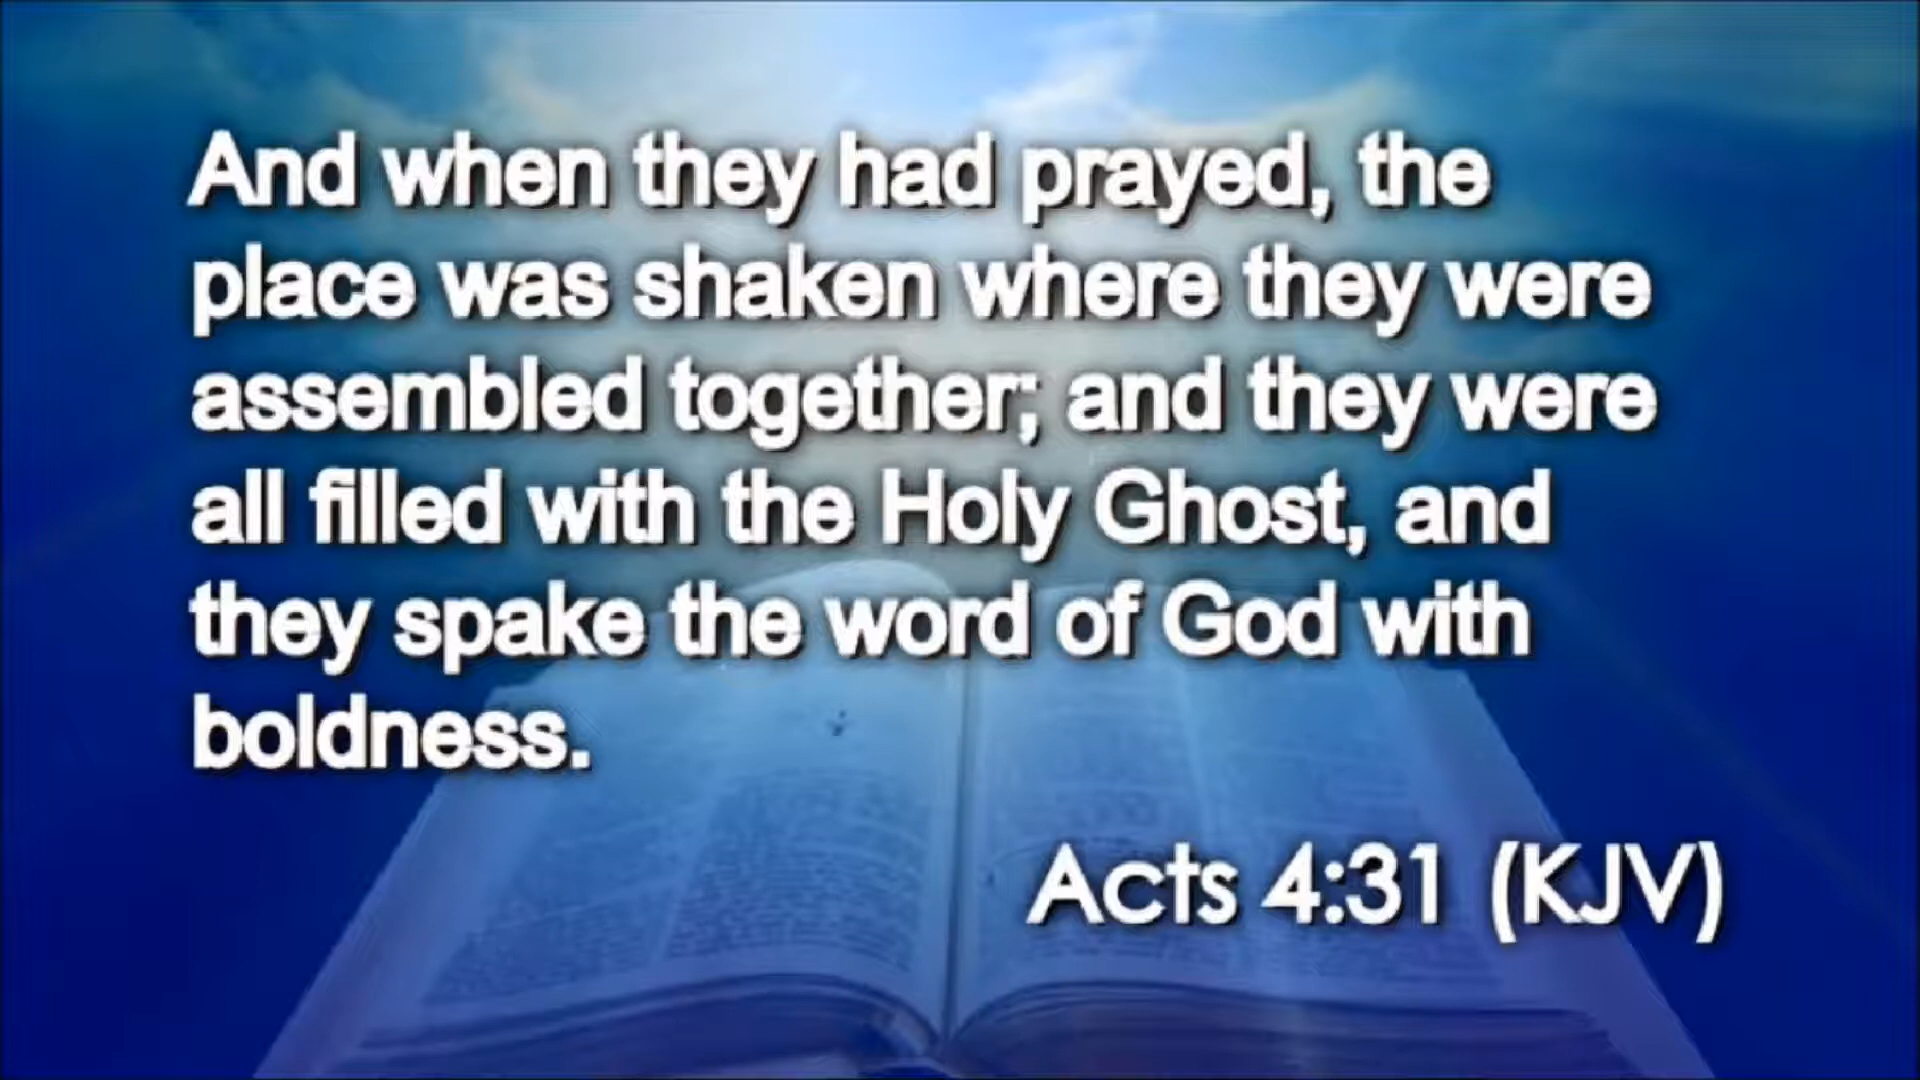 And when they had prayed, the
place was shaken where they were
assembled together; and they were
all filled with the Holy Ghost, and
they spake the word of God with
boldness.
Acts 4:31 (KJV)